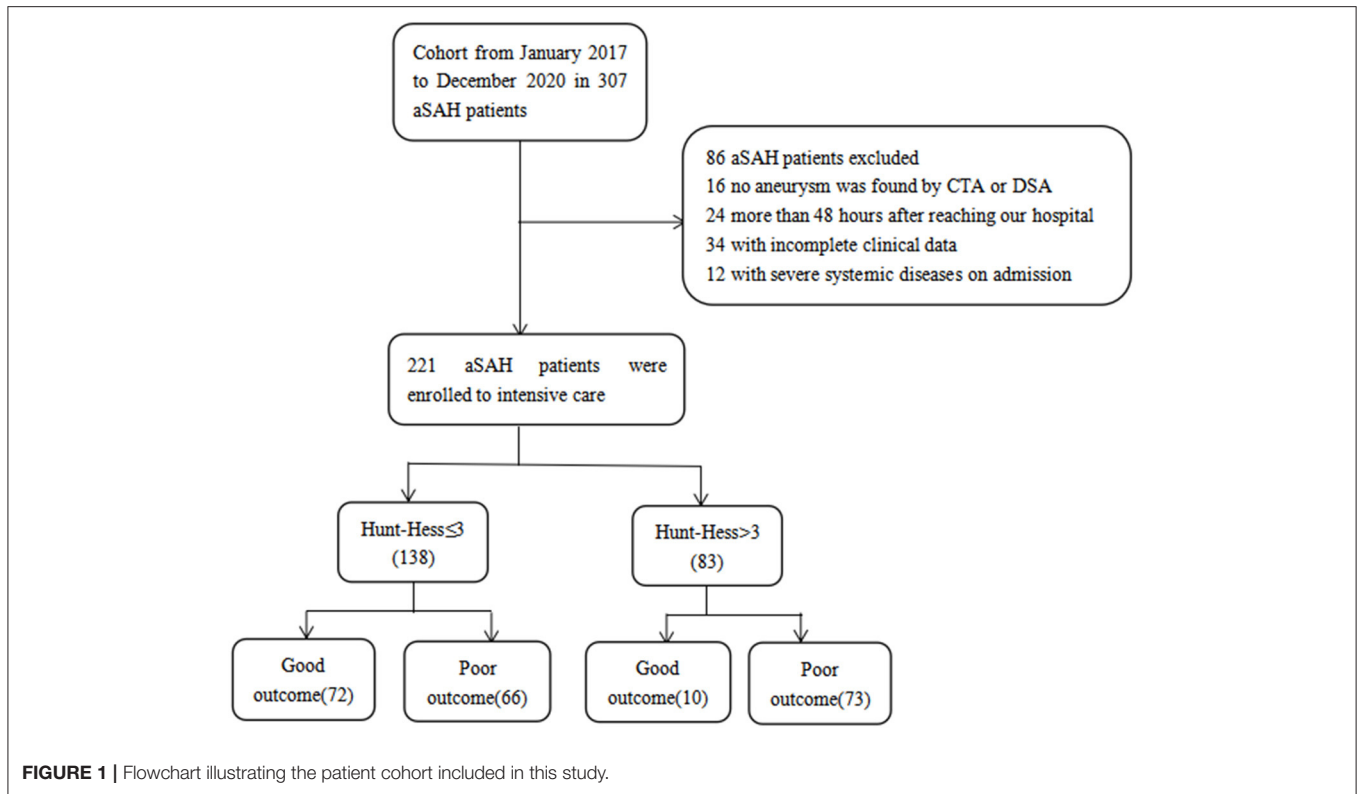 Cohort from January 2017
to December 2020 in 307
aSAH patients
86 aSAH patients excluded
16 no aneurysm was found by CTA or DSA
24 more than 48 hours after reaching our hospital
34 with incomplete clinical data
12 with severe systemic diseases on admission
221 aSAH patients were
enrolled to intensive care
Hunt-Hess≤3
(138)
Hunt-Hess>3
(83)
Good
outcome(72)
Poor
outcome(66)
Good
outcome(10)
Poor
outcome(73)
FIGURE 1 | Flowchart illustrating the patient cohort included in this study.